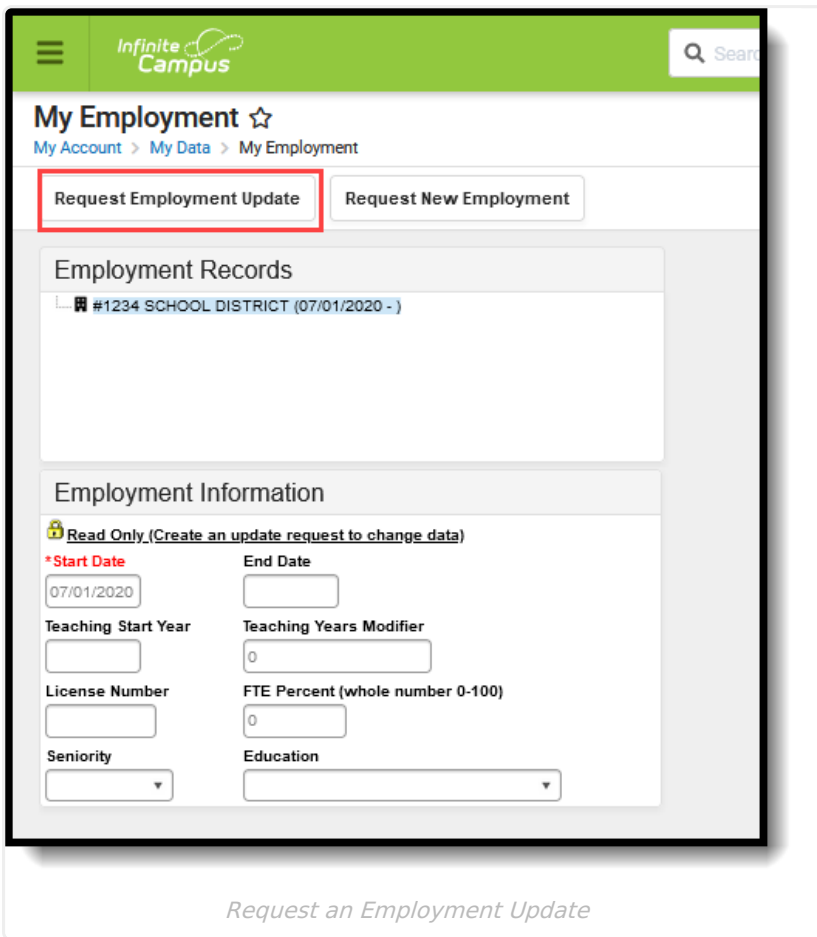 Infinite
Campus
Sear
My Employment
My Account > My Data > My Employment
Request Employment Update Request New Employment
Employment Records
#1234 SCHOOL DISTRICT (07/01/2020 - )
Employment Information
Read Only (Create an update request to change data)
*Start Date End Date
07/01/2020
Teaching Start Year Teaching Years Modifier
0
License Number FTE Percent (whole number 0-100)
0
Seniority Education
Request an Employment Update